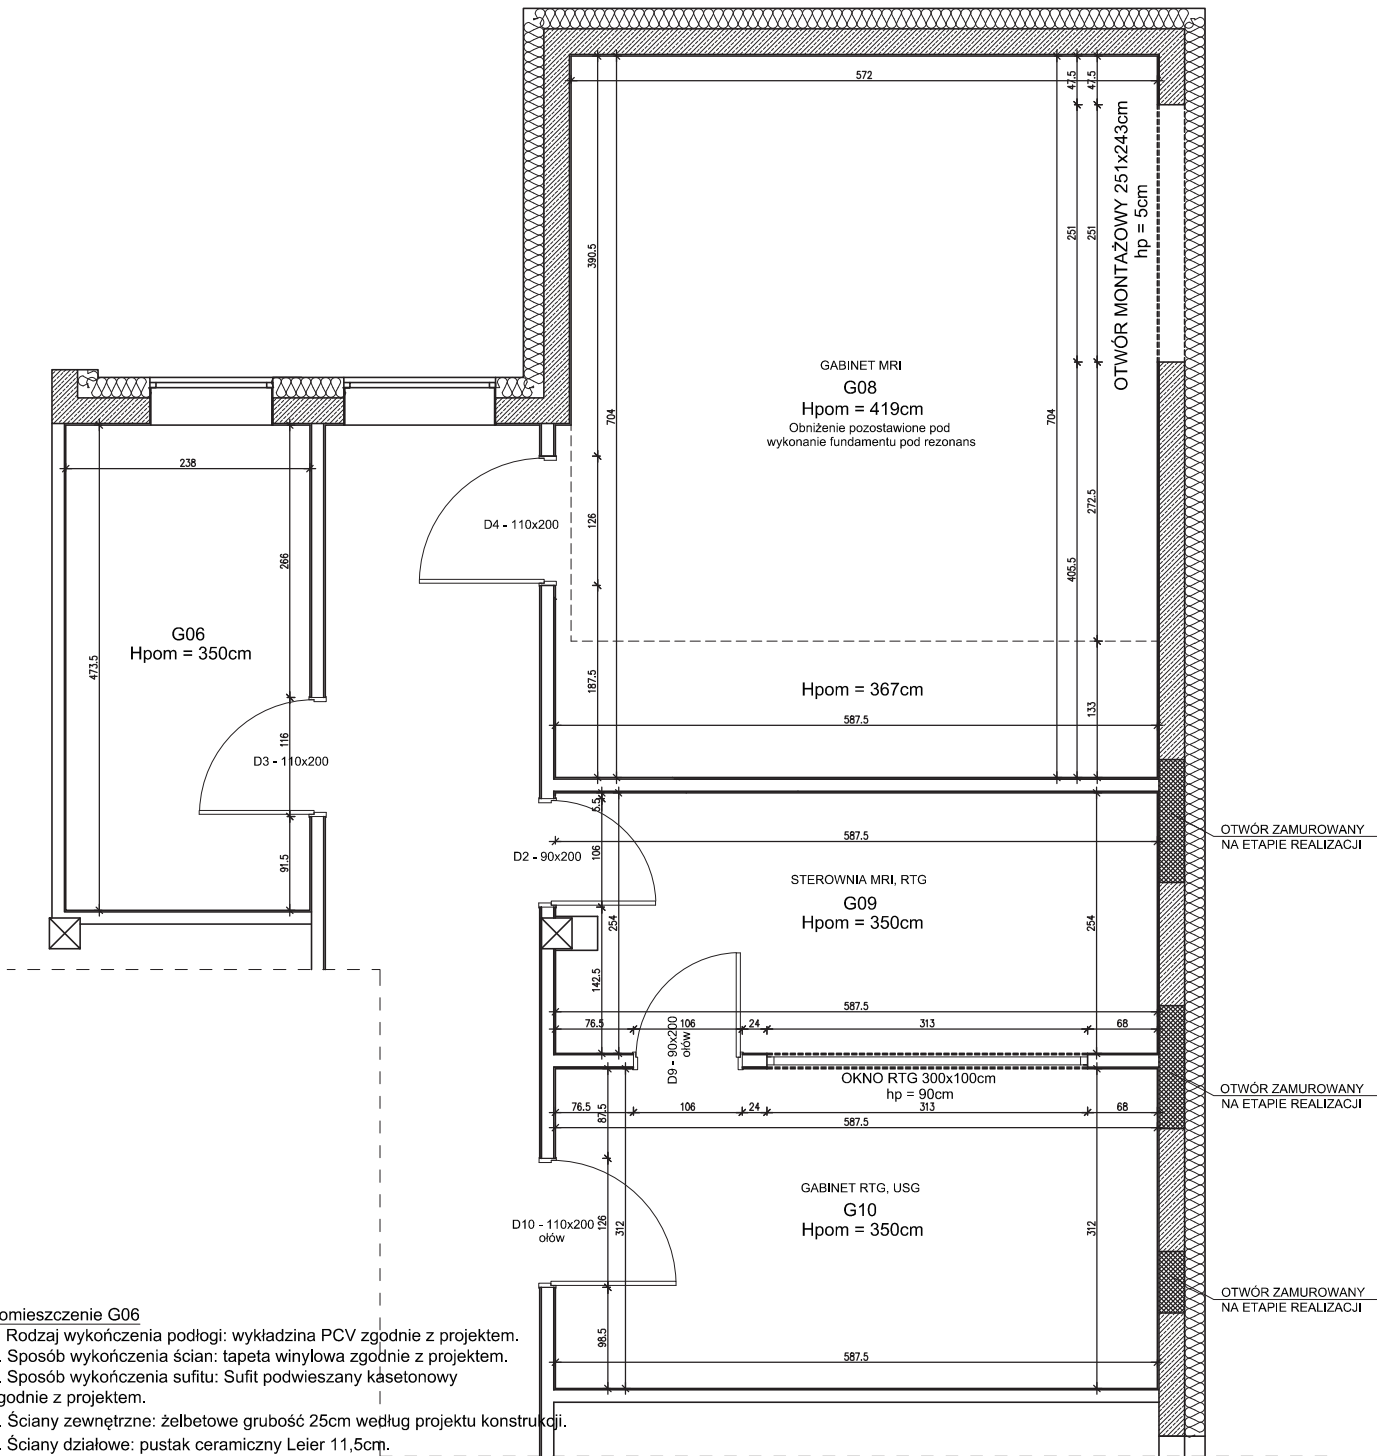 572
47.5
47.5
OTWÓR MONTAŻOWY 251x243cm
hp = 5cm
251
251
390.5
704
704
GABINET MRI
G08
Hpom = 419cm
Obniżenie pozostawione pod
wykonanie fundamentu pod rezonans
238
D4 - 110x200
126
272.5
405.5
266
G06
Hpom = 350cm
473.5
187.5
Hpom = 367cm
133
587.5
116
D3 - 110x200
91.5
5.5
587.5
106
D2 - 90x200
OTWÓR ZAMUROWANY
NA ETAPIE REALIZACJI
STEROWNIA MRI, RTG
G09
Hpom = 350cm
254
254
142.5
587.5
76.5
106
24
313
68
D9 - 90x200
ołów
OKNO RTG 300x100cm
hp = 90cm
OTWÓR ZAMUROWANY
NA ETAPIE REALIZACJI
76.5
87.5
106
24
313
68
587.5
GABINET RTG, USG
G10
Hpom = 350cm
D10 - 110x200
ołów
126
312
312
OTWÓR ZAMUROWANY
NA ETAPIE REALIZACJI
98.5
587.5
omieszczenie G06
Rodzaj wykończenia podłogi: wykładzina PCV zgodnie z projektem.
. Sposób wykończenia ścian: tapeta winylowa zgodnie z projektem.
. Sposób wykończenia sufitu: Sufit podwieszany kasetonowy
godnie z projektem.
. Ściany zewnętrzne: żelbetowe grubość 25cm według projektu konstrukcji.
. Ściany działowe: pustak ceramiczny Leier 11,5cm.